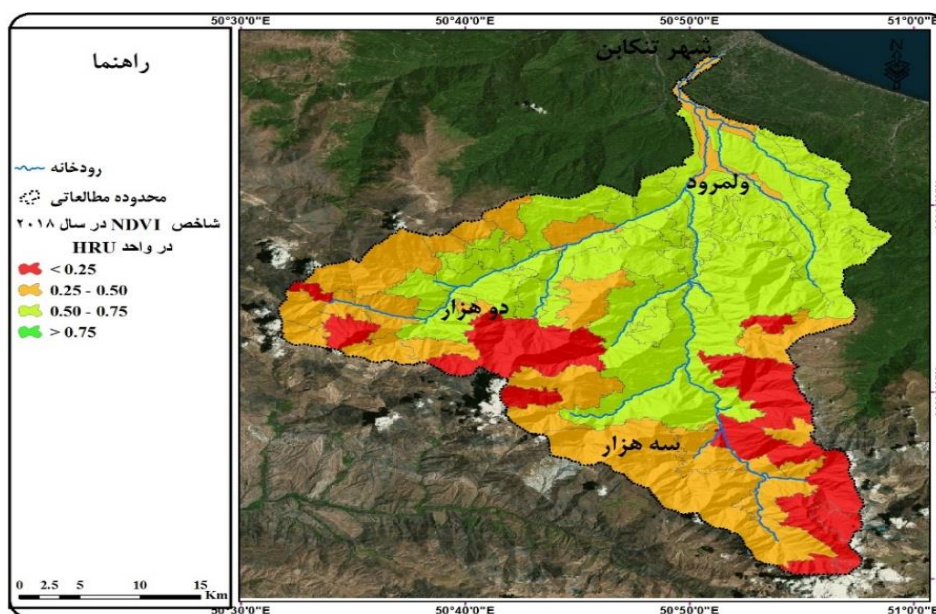 50°30'0"E 50°40'0"E 50°50'0"E 51°0'0"E
راهنما
رودخانه
محدوده مطالعاتی
شاخص NDVI در سال ۲۰۱۸
در واحد HRU
< 0.25
0.25 - 0.50
0.50 - 0.75
> 0.75
0 2.5 5 10 15
Km
شهر تنکابن
N
ولمرود
دو هزار
سه هزار
50°30'0"E 50°40'0"E 50°50'0"E 51°0'0"E